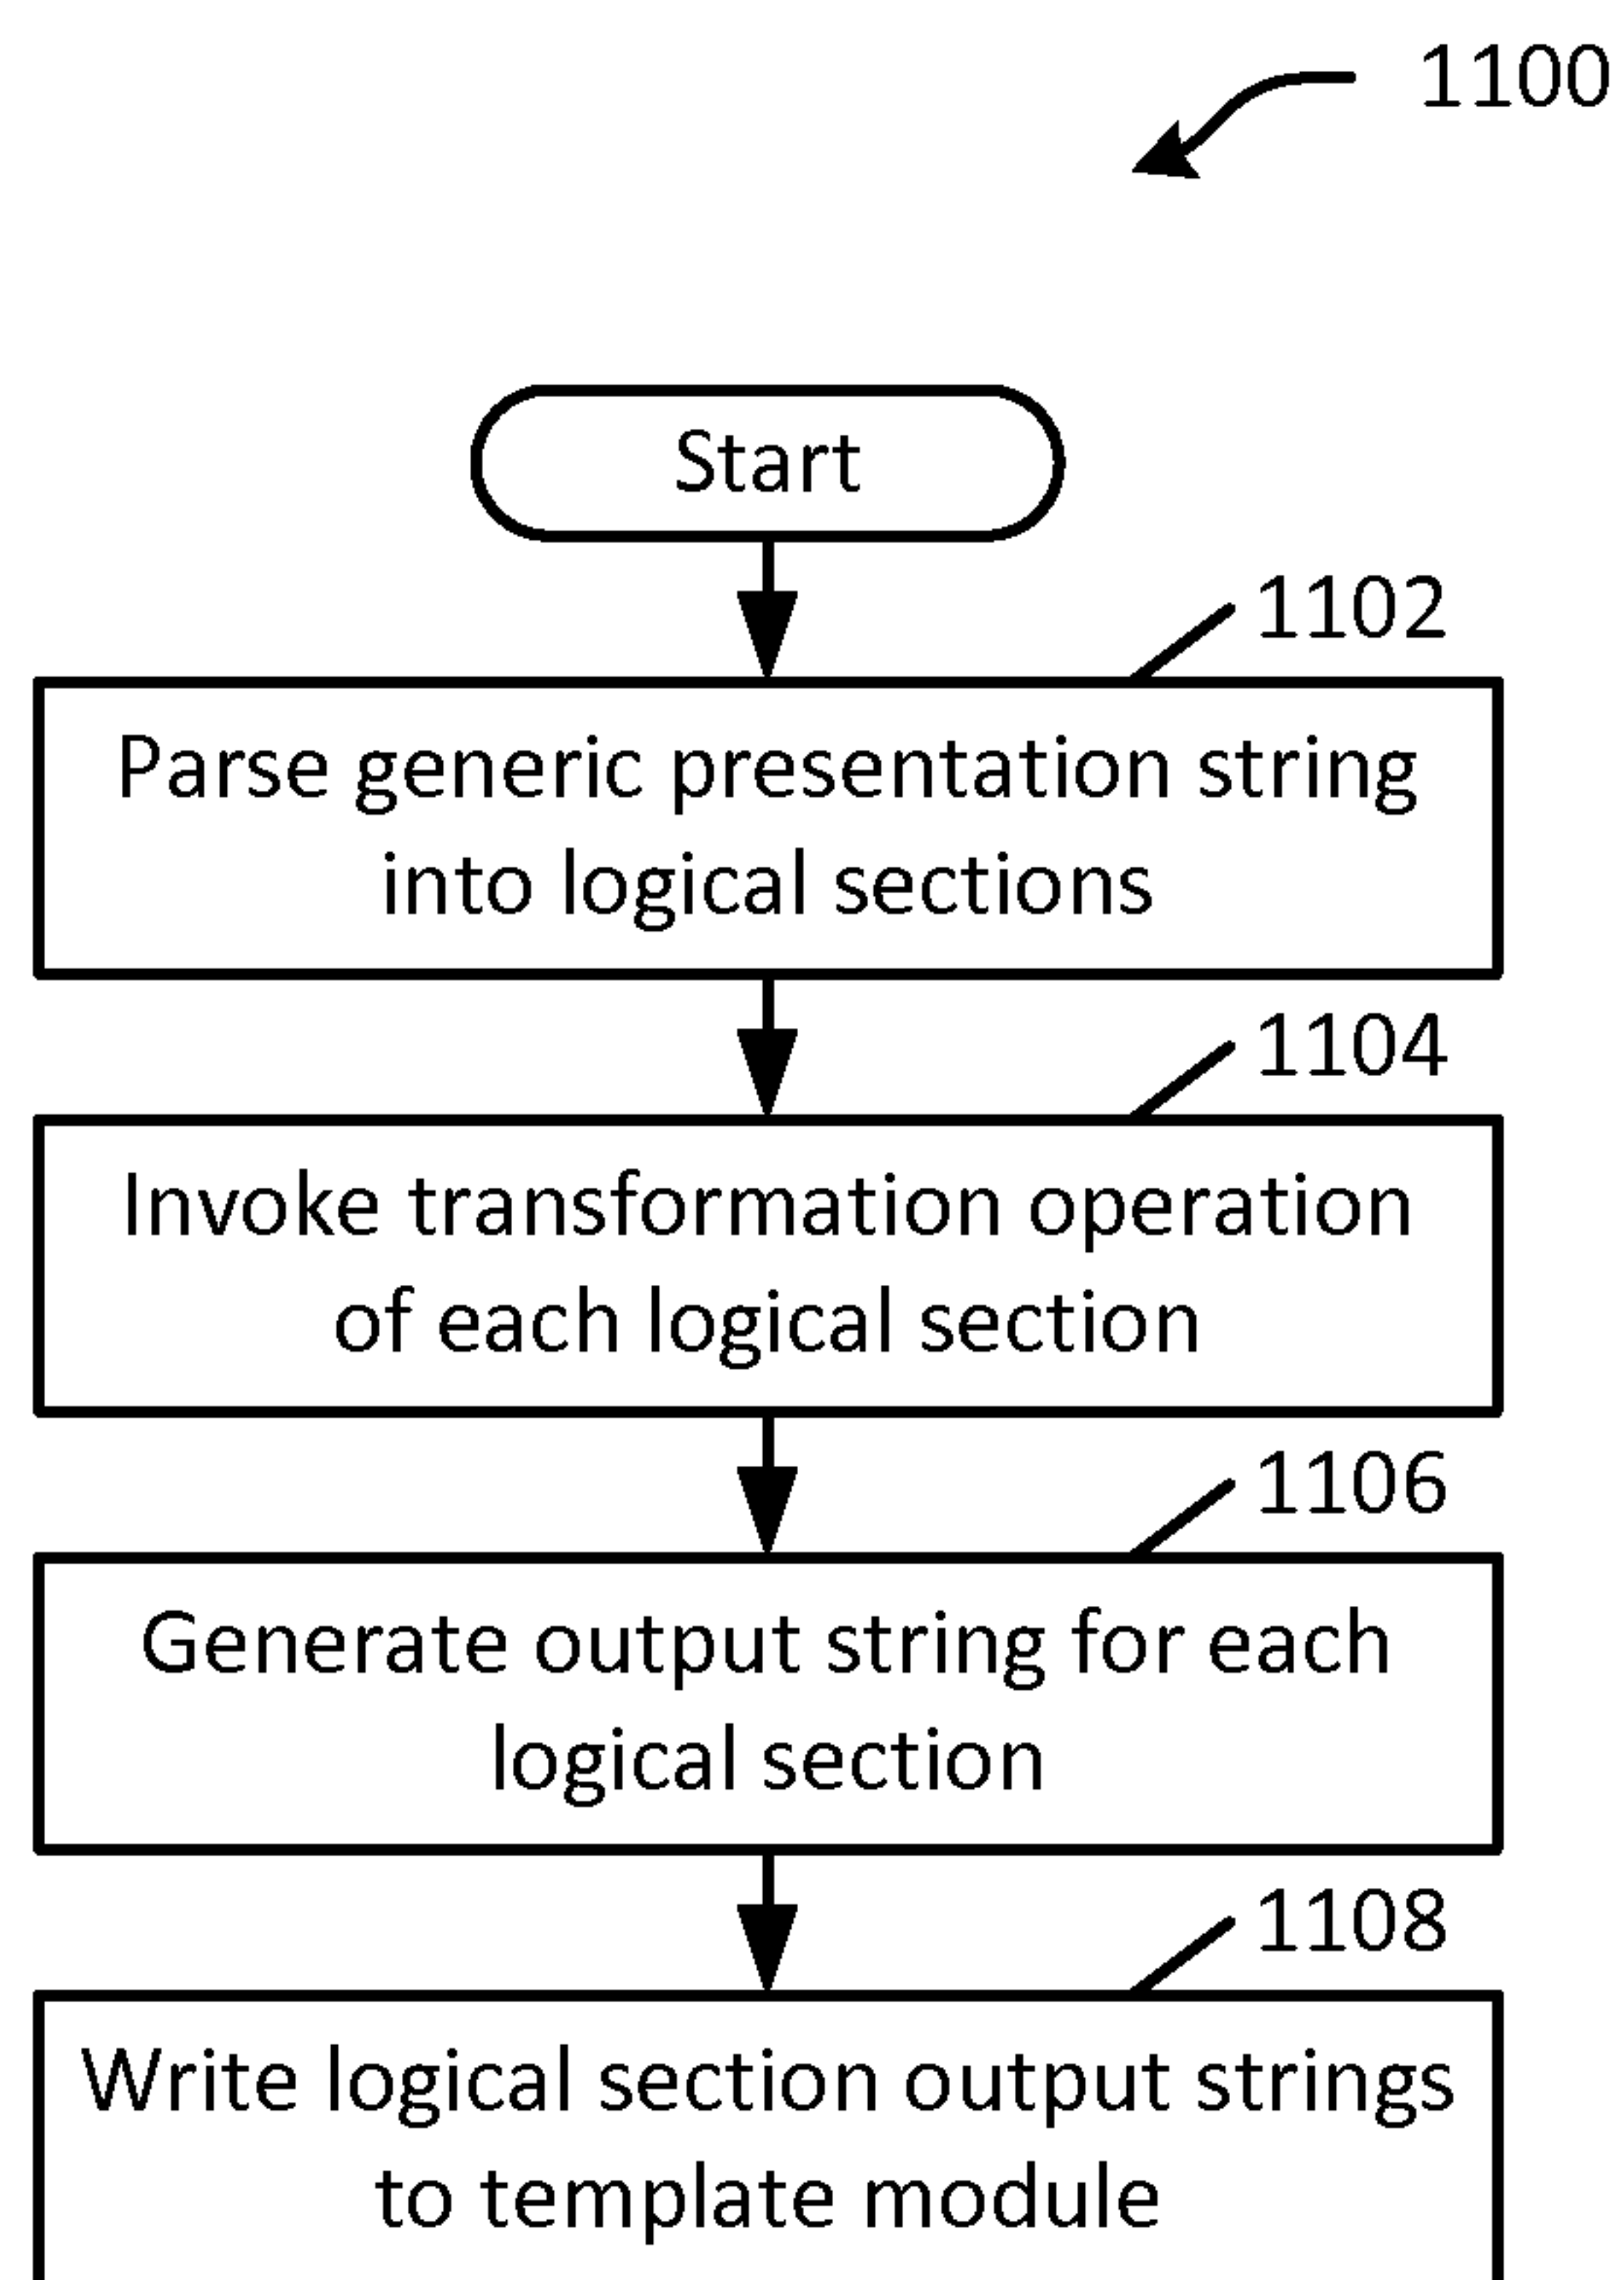 1100
Start
1102
Parse generic presentation string
into logical sections
1104
Invoke transformation operation
of each logical section
1106
Generate output string for each
logical section
1108
Write logical section output strings
to template module